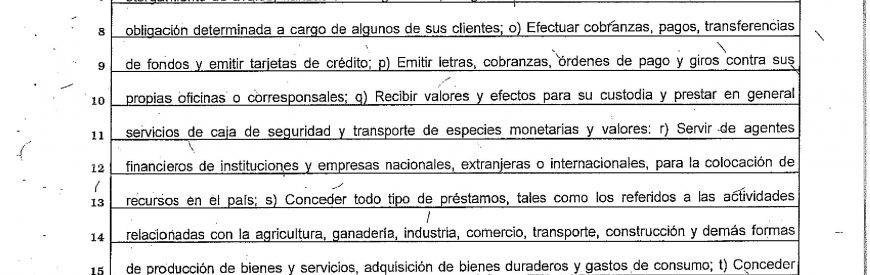 8 obligación determinada a cargo de algunos de sus clientes; o) Efectuar cobranzas, pagos, transferencias
9 de fondos y emitir tarjetas de crédito; p) Emitir letras, cobranzas, órdenes de pago y giros contra sus
10 propias oficinas o corresponsales; q) Recibir valores y efectos para su custodia y prestar en general
11 servicios de caja de seguridad y transporte de especies monetarias y valores: r) Servir de agentes
12 financieros de instituciones y empresas nacionales, extranjeras o internacionales, para la colocación de
13 recursos en el país; s) Conceder todo tipo de préstamos, tales como los referidos a las actividades
14 relacionadas con la agricultura, ganadería, industria, comercio, transporte, construcción y demás formas
15 de producción de bienes y servicios, adquisición de bienes duraderos y gastos de consumo; t) Conceder